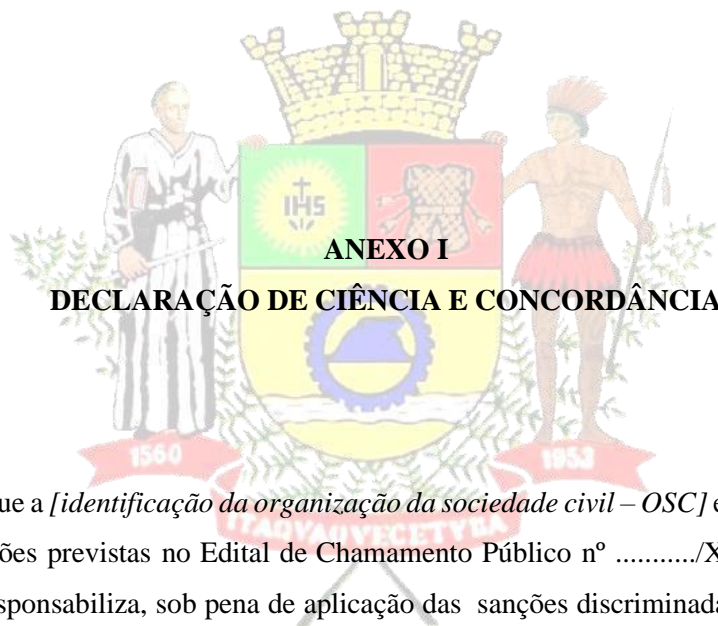 IHS
ANEXO I
DECLARAÇÃO DE CIÊNCIA E CONCORDÂNCIA
1560
1953
ue a [identificação da organização da sociedade civil – OSC] e
ITAQVAQVECETVBA
ões previstas no Edital de Chamamento Público nº .........../X
sponsabiliza, sob pena de aplicação das sanções discriminada